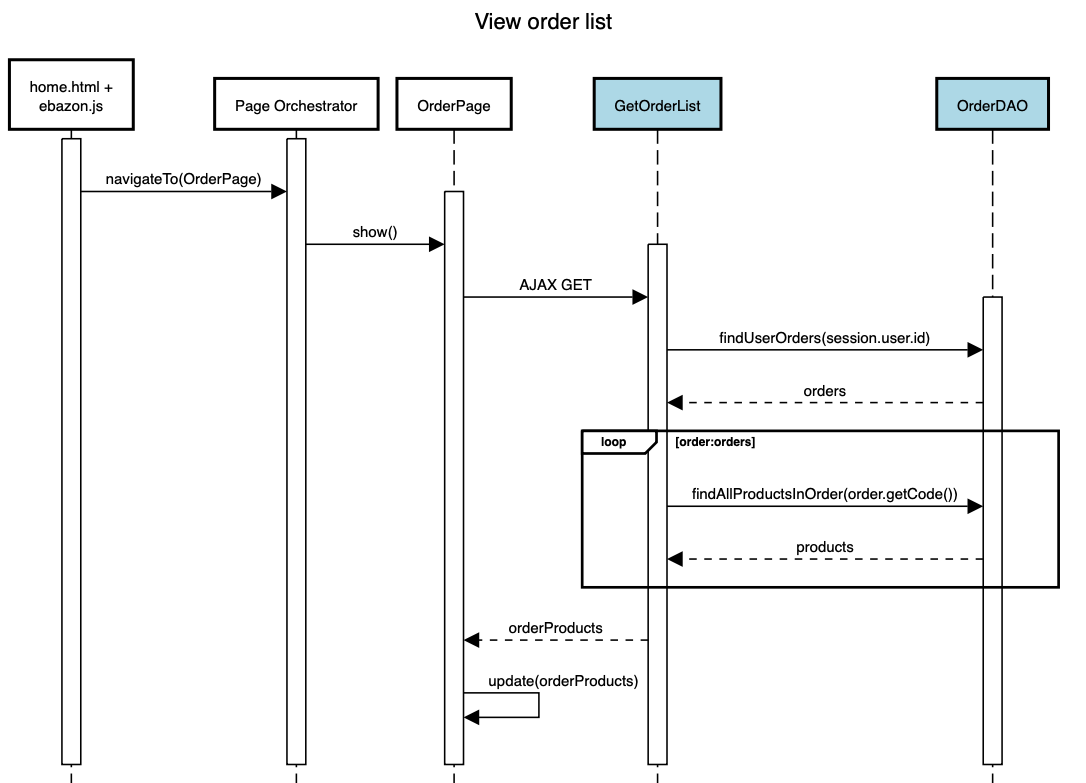 View order list
home.html +
ebazon.js
Page Orchestrator
OrderPage
GetOrderList
OrderDAO
navigateTo(OrderPage)
show()
AJAX GET
findUserOrders(session.user.id)
orders
loop
[order:orders]
findAllProductsInOrder(order.getCode())
products
orderProducts
update(orderProducts)